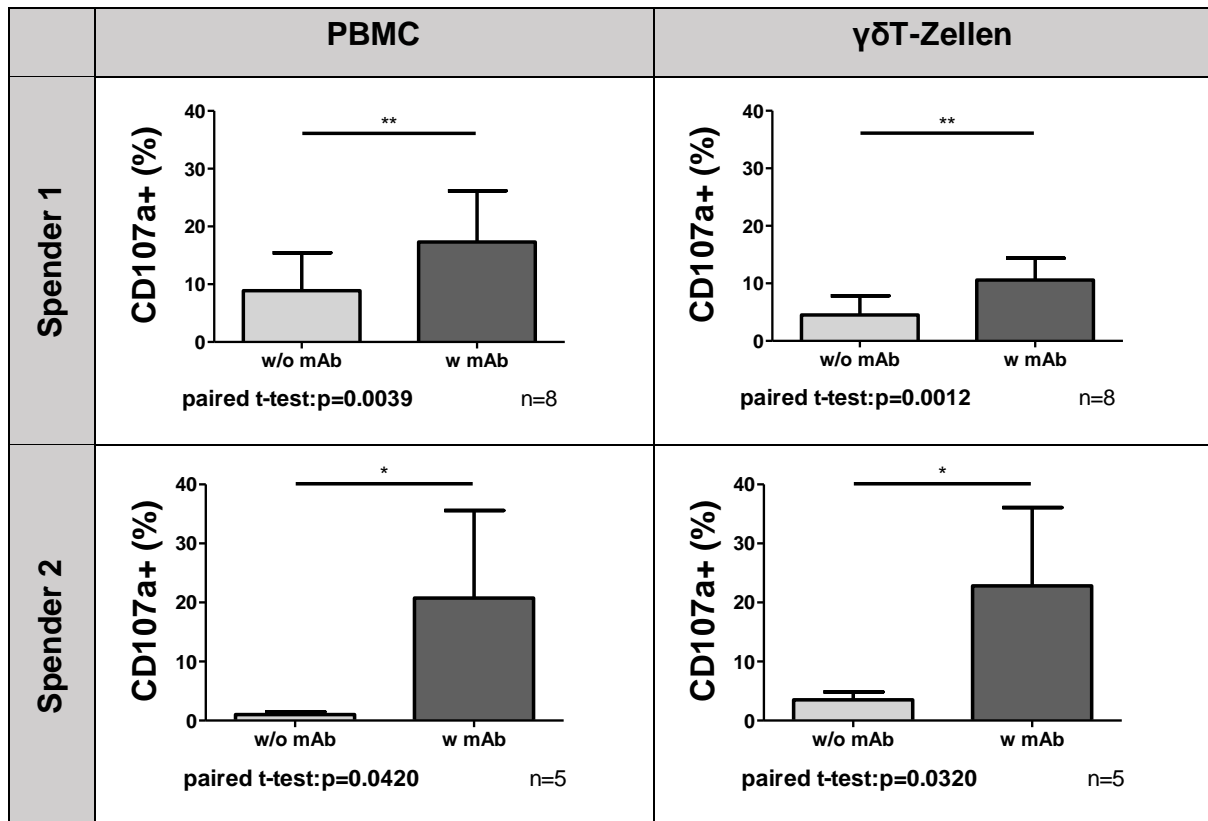 PBMC
γδT-Zellen
Spender 1
CD107a+ (%)
40
30
20
10
0
**
w/o mAb
w mAb
paired t-test:p=0.0039
n=8
CD107a+ (%)
40
30
20
10
0
**
w/o mAb
w mAb
paired t-test:p=0.0012
n=8
Spender 2
CD107a+ (%)
40
30
20
10
0
*
w/o mAb
w mAb
paired t-test:p=0.0420
n=5
CD107a+ (%)
40
30
20
10
0
*
w/o mAb
w mAb
paired t-test:p=0.0320
n=5